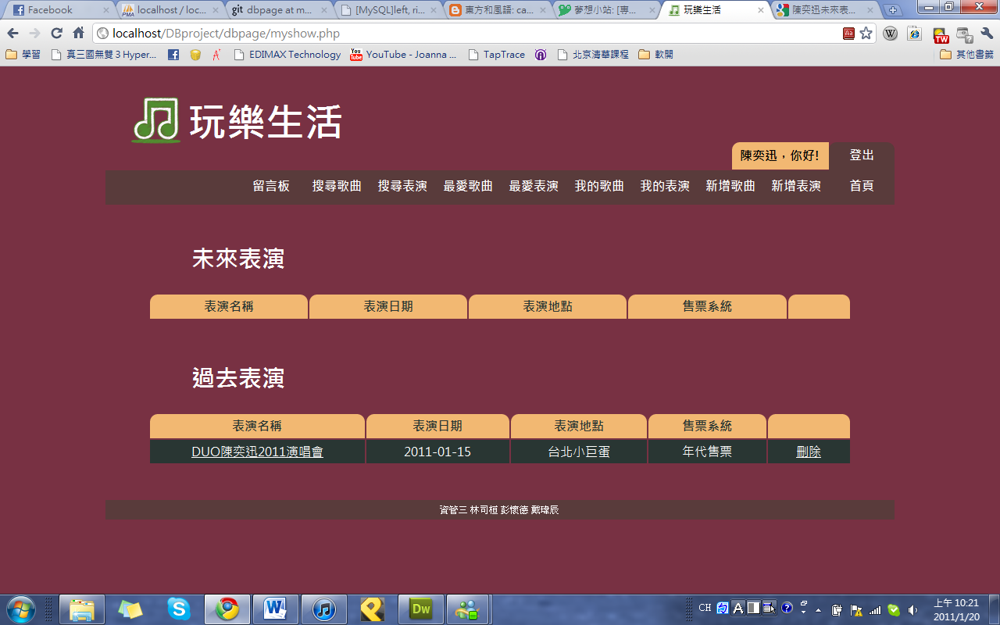 Facebook
localhost / loc...
git dbpage at m...
[MySQL]left, ri...
東方和風語: ca...
夢想小站: [專...
玩樂生活
陳奕迅未來表...
localhost/DBproject/dbpage/myshow.php
學習
真三國無雙 3 Hyper...
EDIMAX Technology
YouTube - Joanna ...
TapTrace
北京清華課程
軟開
其他書籤
玩樂生活
陳奕迅，你好!
登出
留言板 搜尋歌曲 搜尋表演 最愛歌曲 最愛表演 我的歌曲 我的表演 新增歌曲 新增表演 首頁
未來表演
表演名稱 表演日期 表演地點 售票系統
過去表演
表演名稱 表演日期 表演地點 售票系統
DUO陳奕迅2011演唱會 2011-01-15 台北小巨蛋 年代售票 刪除
資管三 林司桓 彭懷德 戴瑋辰
CH
上午 10:21
2011/1/20